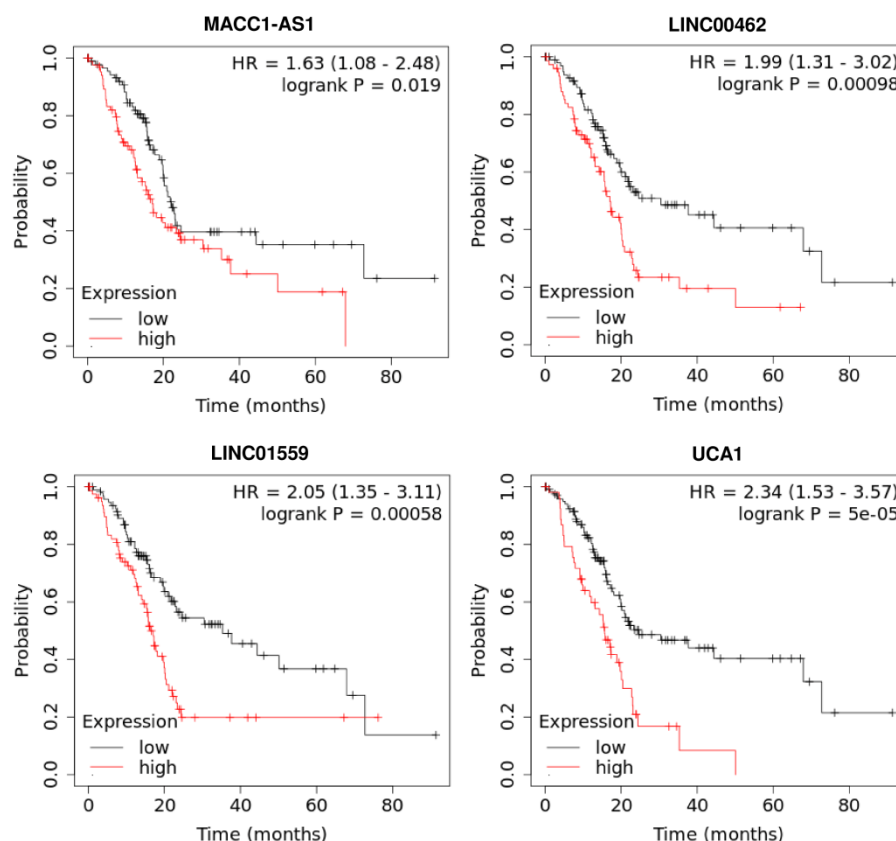 MACC1-AS1
HR = 1.63 (1.08 - 2.48)
logrank P = 0.019
Probability
0.0 0.2 0.4 0.6 0.8 1.0
Expression
low
high
0 20 40 60 80
Time (months)
LINC00462
HR = 1.99 (1.31 - 3.02)
logrank P = 0.00098
Probability
0.0 0.2 0.4 0.6 0.8 1.0
Expression
low
high
0 20 40 60 80
Time (months)
LINC01559
HR = 2.05 (1.35 - 3.11)
logrank P = 0.00058
Probability
0.0 0.2 0.4 0.6 0.8 1.0
Expression
low
high
0 20 40 60 80
Time (months)
UCA1
HR = 2.34 (1.53 - 3.57)
logrank P = 5e-05
Probability
0.0 0.2 0.4 0.6 0.8 1.0
Expression
low
high
0 20 40 60 80
Time (months)